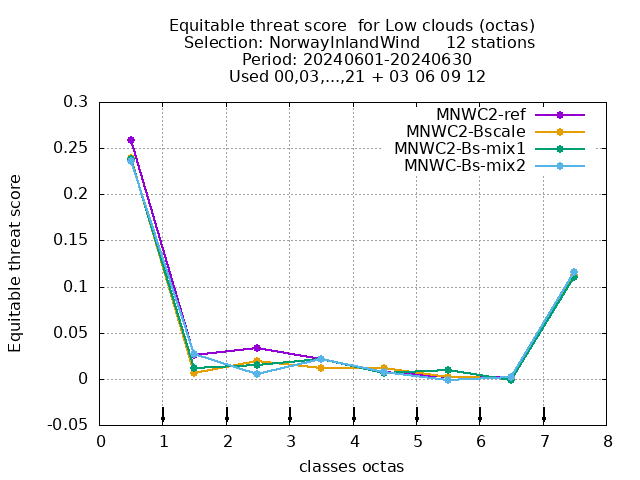 Equitable threat score  for Low clouds (octas)
Selection: NorwayInlandWind     12 stations
Period: 20240601-20240630
Used 00,03,...,21 + 03 06 09 12
MNWC2-ref
MNWC2-Bscale
MNWC2-Bs-mix1
MNWC-Bs-mix2
Equitable threat score
0.3
0.25
0.2
0.15
0.1
0.05
0
-0.05
0 1 2 3 4 5 6 7 8
classes octas